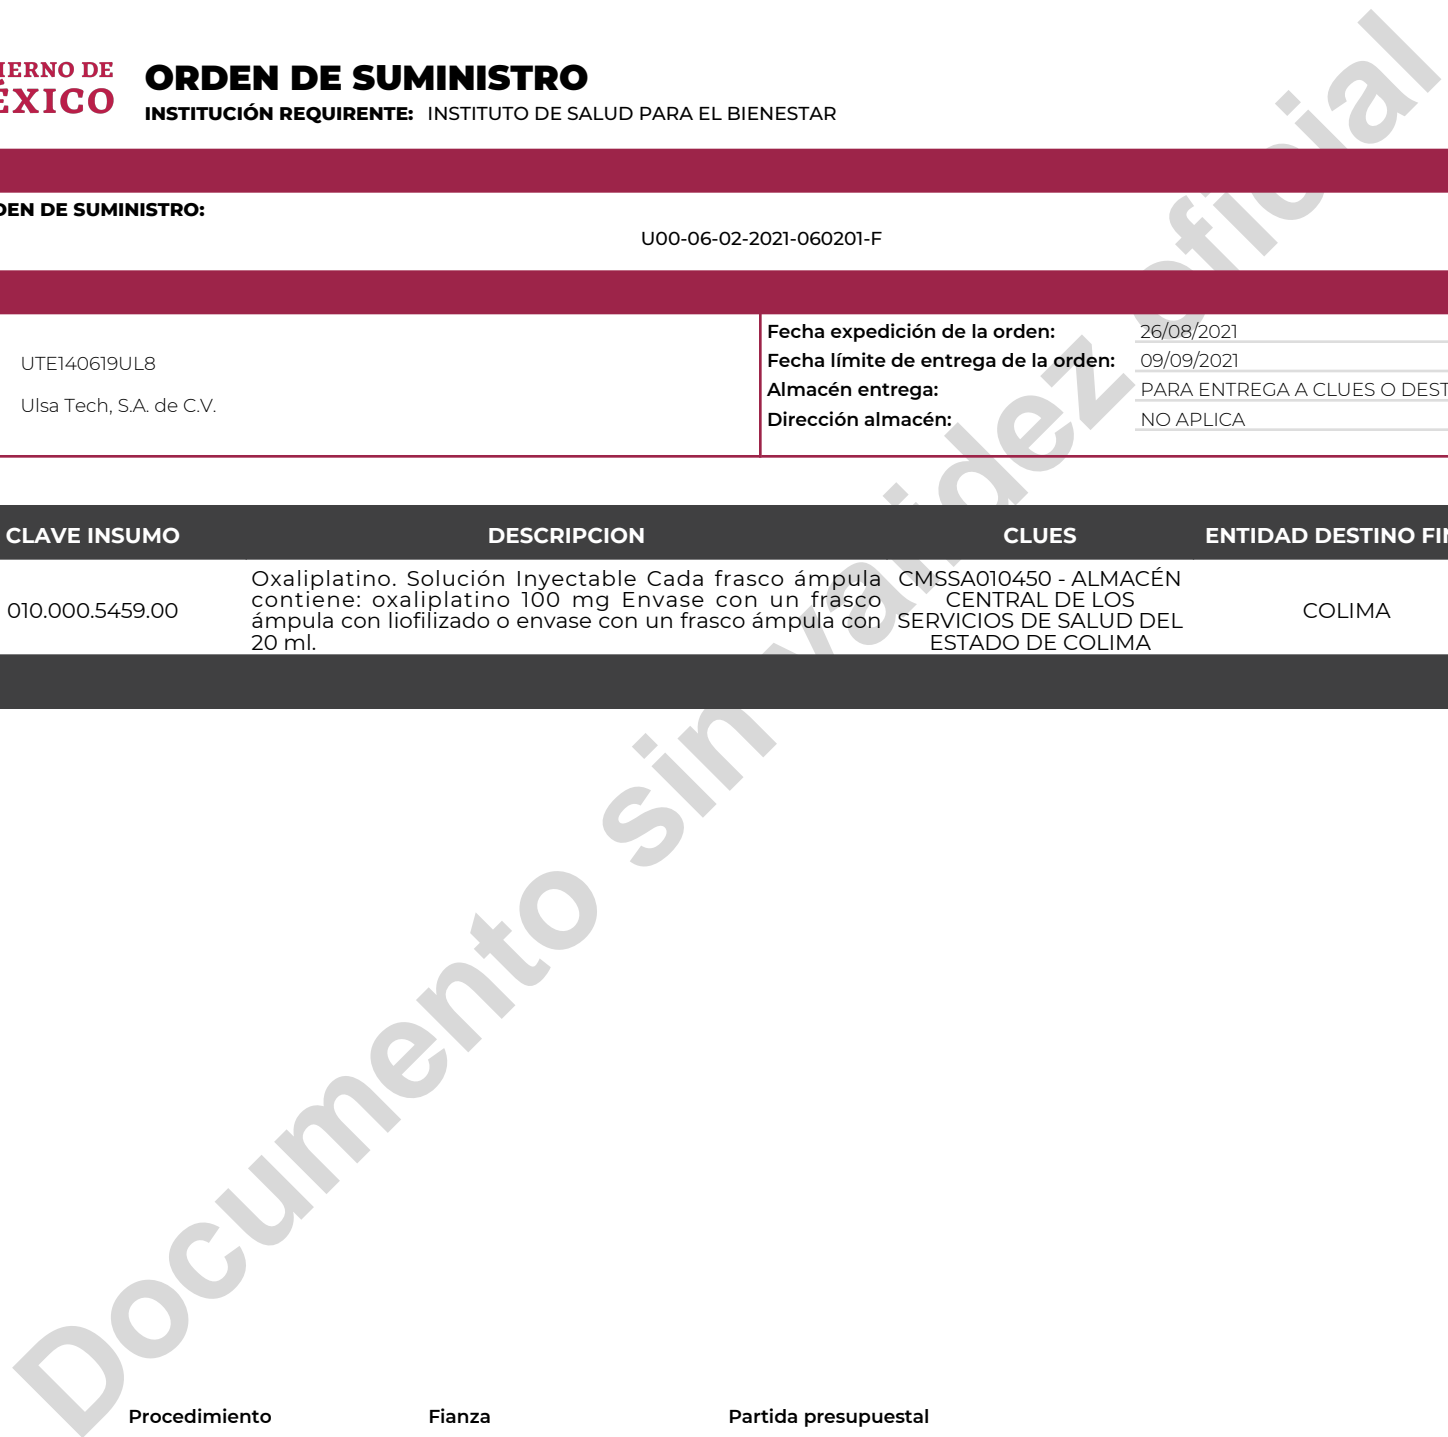 IERNO DE
ÉXICO
ORDEN DE SUMINISTRO
INSTITUCIÓN REQUIRENTE: INSTITUTO DE SALUD PARA EL BIENESTAR
DEN DE SUMINISTRO:
U00-06-02-2021-060201-F
UTE140619UL8
Ulsa Tech, S.A. de C.V.
Fecha expedición de la orden: 26/08/2021
Fecha límite de entrega de la orden: 09/09/2021
Almacén entrega: PARA ENTREGA A CLUES O DEST
Dirección almacén: NO APLICA
CLAVE INSUMO DESCRIPCION CLUES ENTIDAD DESTINO FIN
010.000.5459.00
Oxaliplatino. Solución Inyectable Cada frasco ámpula
contiene: oxaliplatino 100 mg Envase con un frasco
ámpula con liofilizado o envase con un frasco ámpula con
20 ml.
CMSSA010450 - ALMACÉN
CENTRAL DE LOS
SERVICIOS DE SALUD DEL
ESTADO DE COLIMA
COLIMA
Documento sin validez oficial
Procedimiento Fianza Partida presupuestal